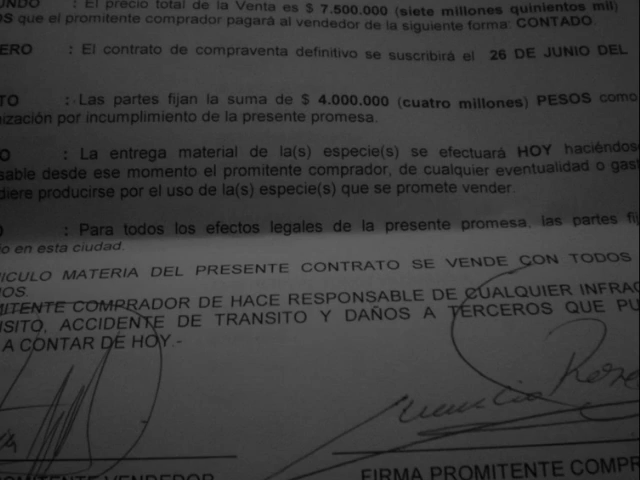 UNDO : El precio total de la Venta es $ 7.500.000 (siete millones quinientos mil)
OS que el promitente comprador pagará al vendedor de la siguiente forma: CONTADO.
ERO : El contrato de compraventa definitivo se suscribirá el 26 DE JUNIO DEL
TO : Las partes fijan la suma de $ 4.000.000 (cuatro millones) PESOS como
nización por incumplimiento de la presente promesa.
O : La entrega material de la(s) especie(s) se efectuará HOY haciéndose
sable desde ese momento el promitente comprador, de cualquier eventualidad o gast
diere producirse por el uso de la(s) especie(s) que se promete vender.
O : Para todos los efectos legales de la presente promesa, las partes fij
io en esta ciudad.
ICULO MATERIA DEL PRESENTE CONTRATO SE VENDE CON TODOS
IOS.
MITENTE COMPRADOR DE HACE RESPONSABLE DE CUALQUIER INFRAC
NSITO, ACCIDENTE DE TRANSITO Y DAÑOS A TERCEROS QUE PU
A CONTAR DE HOY.-
OMITENTE VENDEDOR FIRMA PROMITENTE COMPR